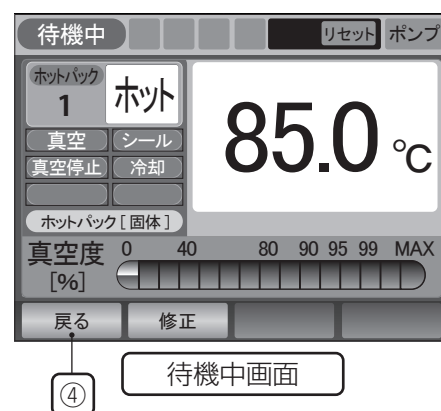 待機中 リセット ポンプ
ホットパック
1
ホット
85.0 ℃
真空 シール
真空停止 冷却
ホットパック [ 固体 ]
真空度 [%] 0 40 80 90 95 99 MAX
戻る 修正
④
待機中画面